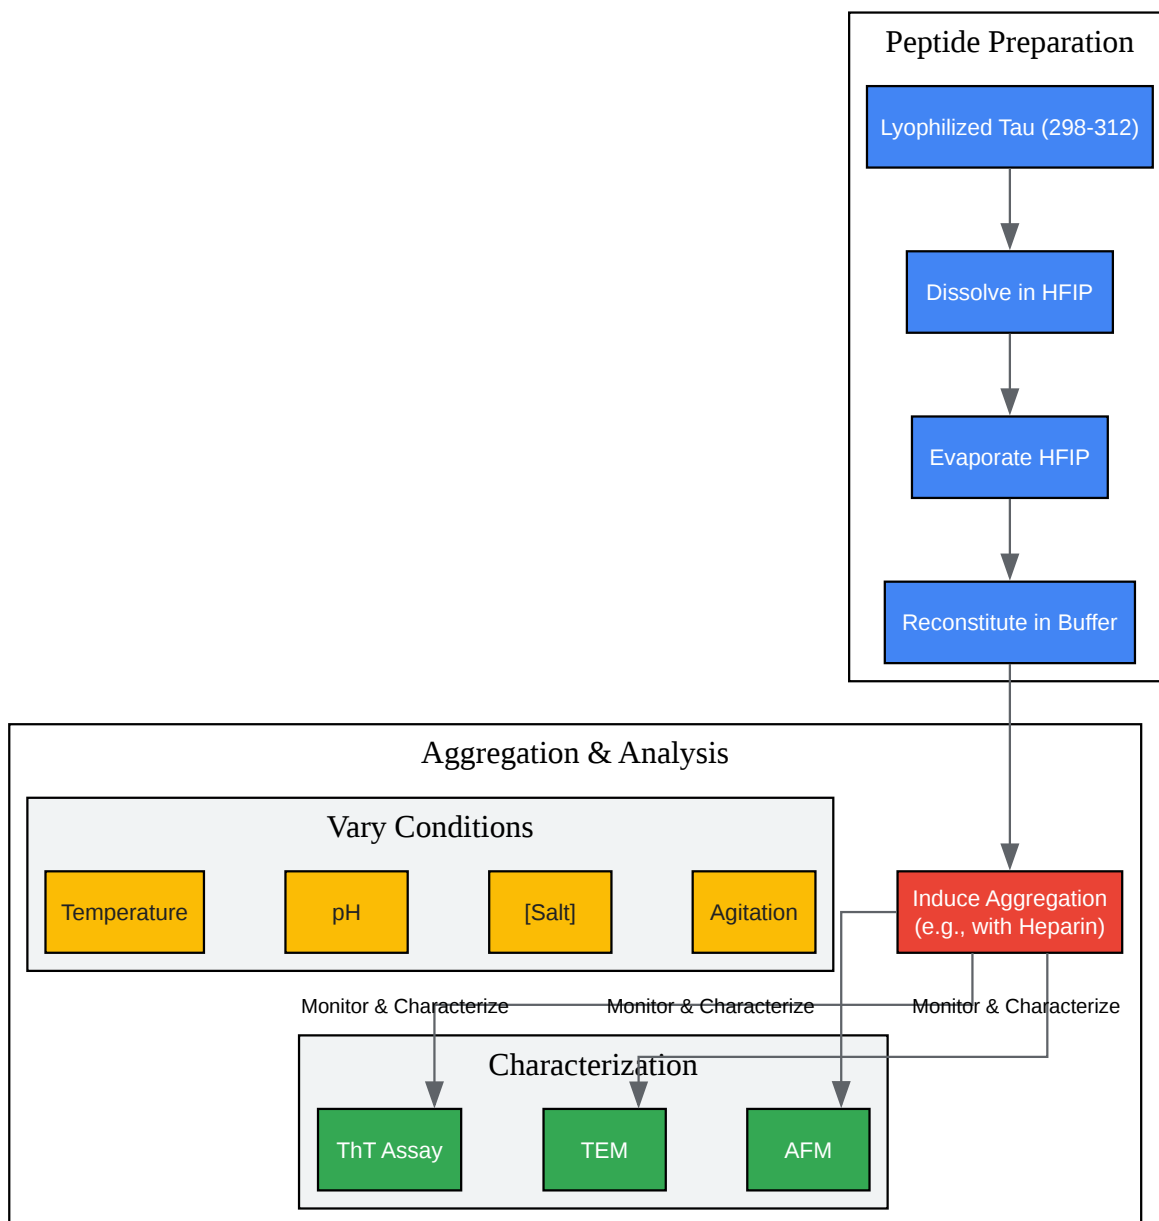 Peptide Preparation
Lyophilized Tau (298-312)
Dissolve in HFIP
Evaporate HFIP
Reconstitute in Buffer
Aggregation & Analysis
Vary Conditions
Temperature
pH
[Salt]
Agitation
Induce Aggregation
(e.g., with Heparin)
Monitor & Characterize
Monitor & Characterize
Monitor & Characterize
Characterization
ThT Assay
TEM
AFM